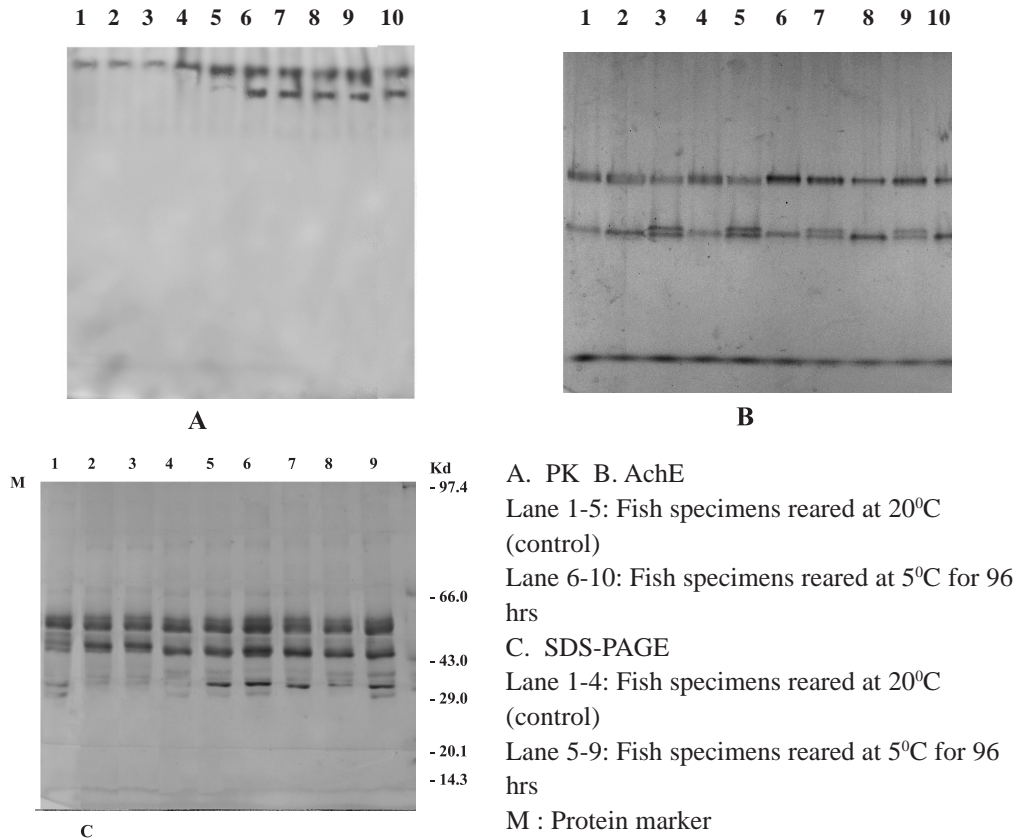 1 2 3 4 5 6 7 8 9 10
1 2 3 4 5 6 7 8 9 10
A
B
1 2 3 4 5 6 7 8 9
M
Kd
- 97.4
- 66.0
- 43.0
- 29.0
- 20.1
- 14.3
C
A. PK B. AchE
Lane 1-5: Fish specimens reared at 20⁰C
(control)
Lane 6-10: Fish specimens reared at 5⁰C for 96
hrs
C. SDS-PAGE
Lane 1-4: Fish specimens reared at 20⁰C
(control)
Lane 5-9: Fish specimens reared at 5⁰C for 96
hrs
M : Protein marker